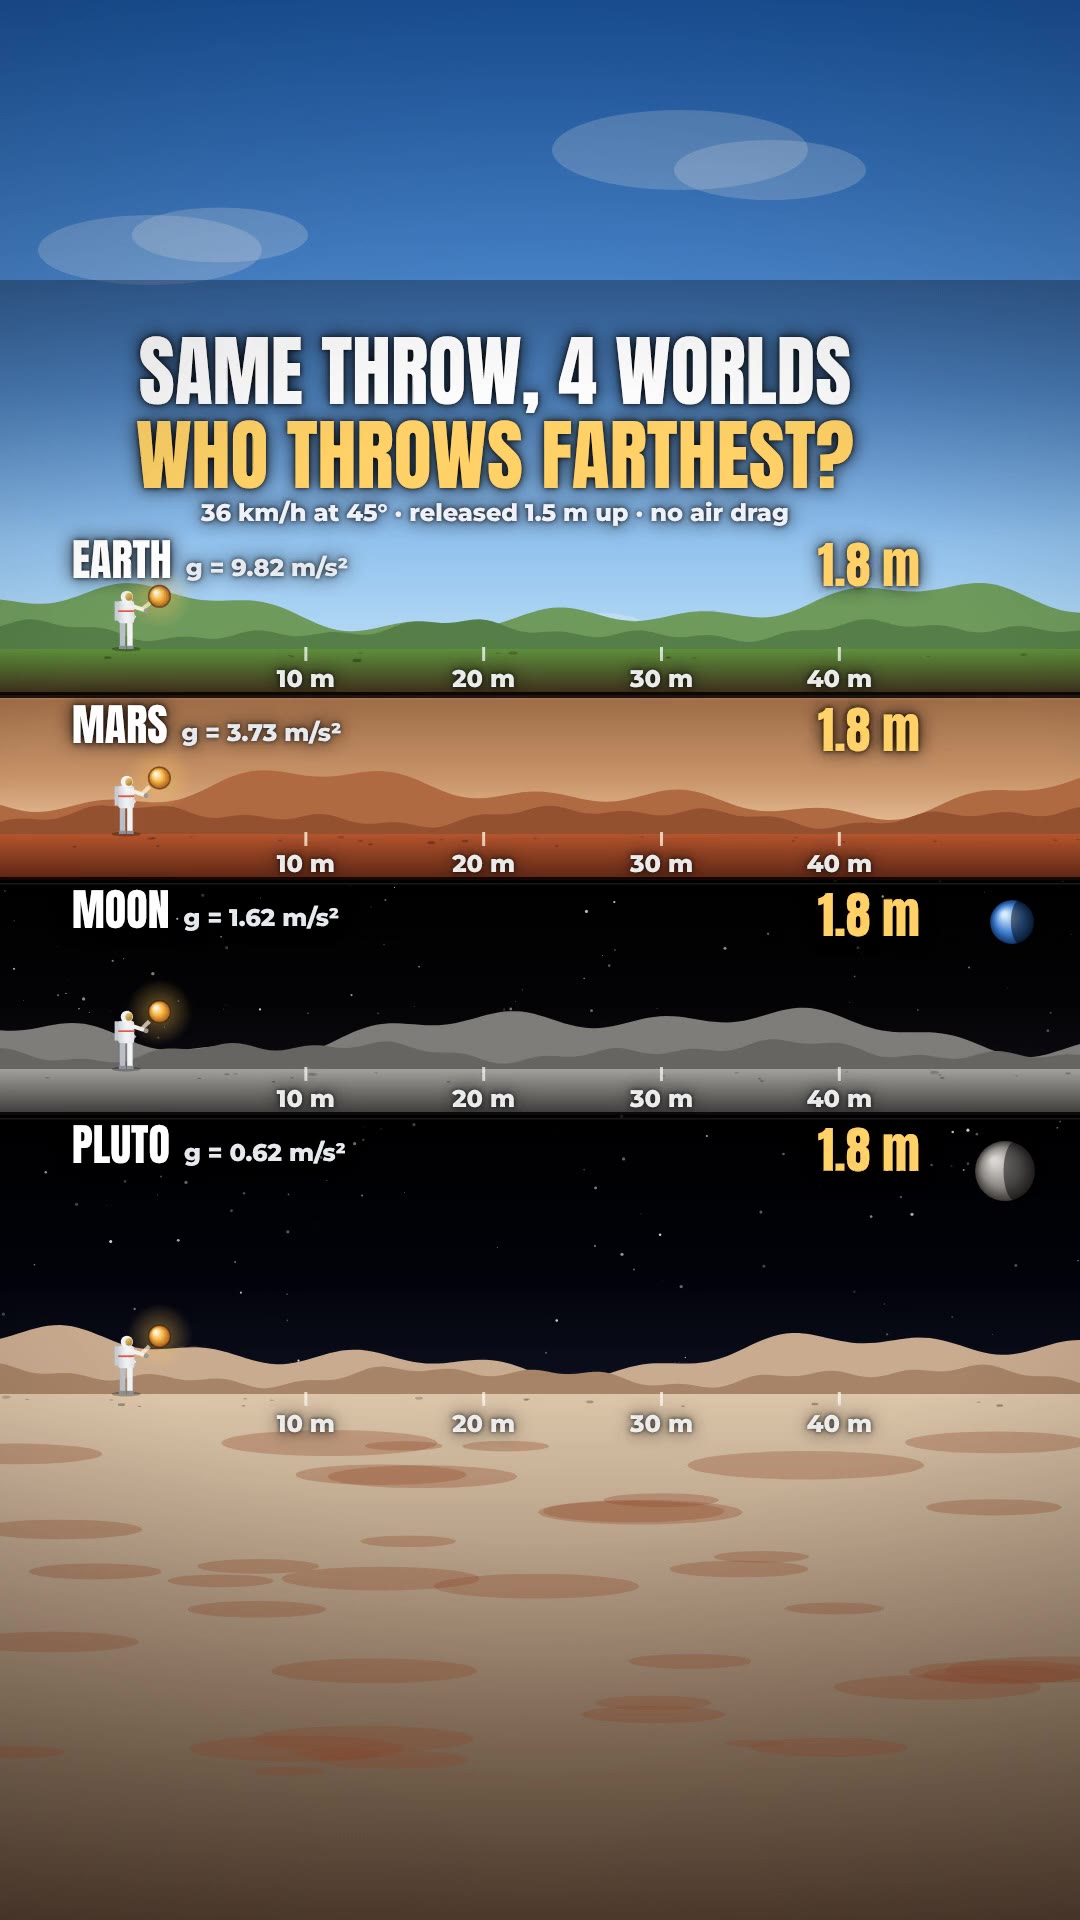 SAME THROW, 4 WORLDS
WHO THROWS FARTHEST?
36 km/h at 45° · released 1.5 m up · no air drag
EARTH g = 9.82 m/s² 1.8 m
10 m 20 m 30 m 40 m
MARS g = 3.73 m/s² 1.8 m
10 m 20 m 30 m 40 m
MOON g = 1.62 m/s² 1.8 m
10 m 20 m 30 m 40 m
PLUTO g = 0.62 m/s² 1.8 m
10 m 20 m 30 m 40 m